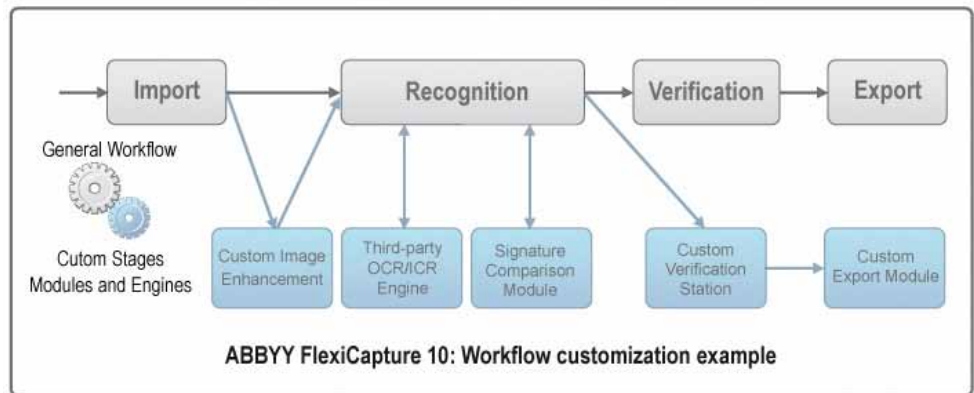 Import
Recognition
Verification
Export
General Workflow
Cutom Stages
Modules and Engines
Custom Image
Enhancement
Third-party
OCR/ICR
Engine
Signature
Comparison
Module
Custom
Verification
Station
Custom
Export Module
ABBYY FlexiCapture 10: Workflow customization example